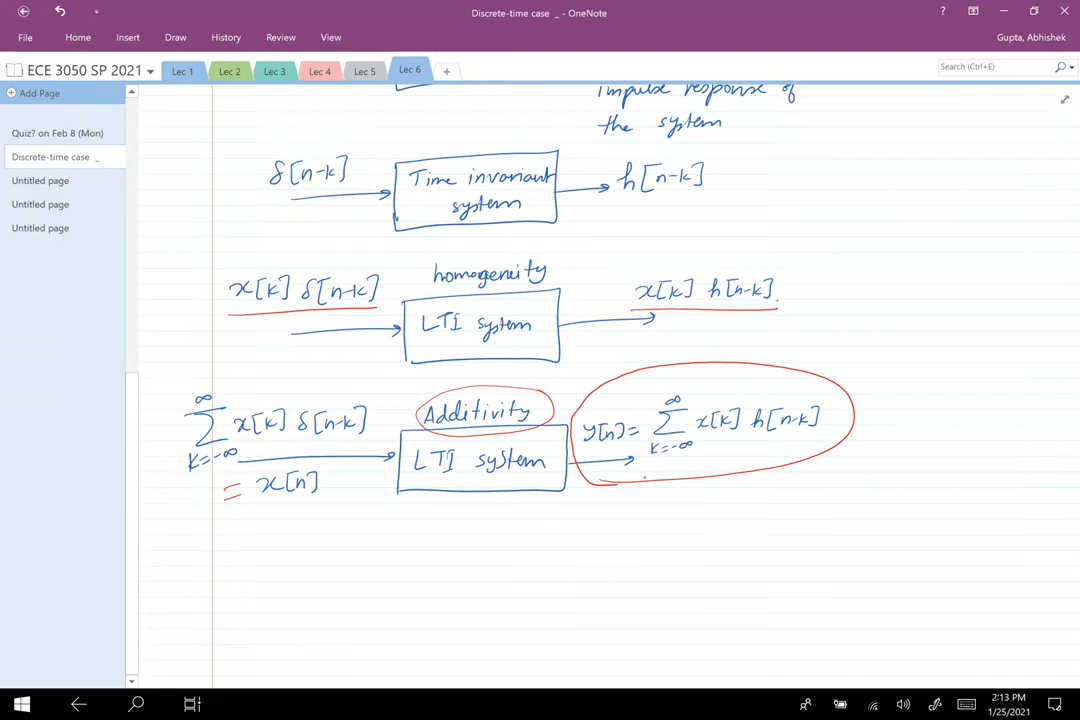 Discrete-time case _ - OneNote
?
File Home Insert Draw History Review View
Gupta, Abhishek
ECE 3050 SP 2021
Lec 1 Lec 2 Lec 3 Lec 4 Lec 5 Lec 6 +
Search (Ctrl+E)
Add Page
Quiz? on Feb 8 (Mon)
Discrete-time case _
Untitled page
Untitled page
Untitled page
impulse response of
the system
δ[n-k] Time invariant system h[n-k]
homogeneity
x[k] δ[n-k] LTI system x[k] h[n-k].
Additivity
∞ ∑ k=-∞ x[k] δ[n-k] LTI system y[n] = ∞ ∑ k=-∞ x[k] h[n-k]
= x[n]
2:13 PM
1/25/2021